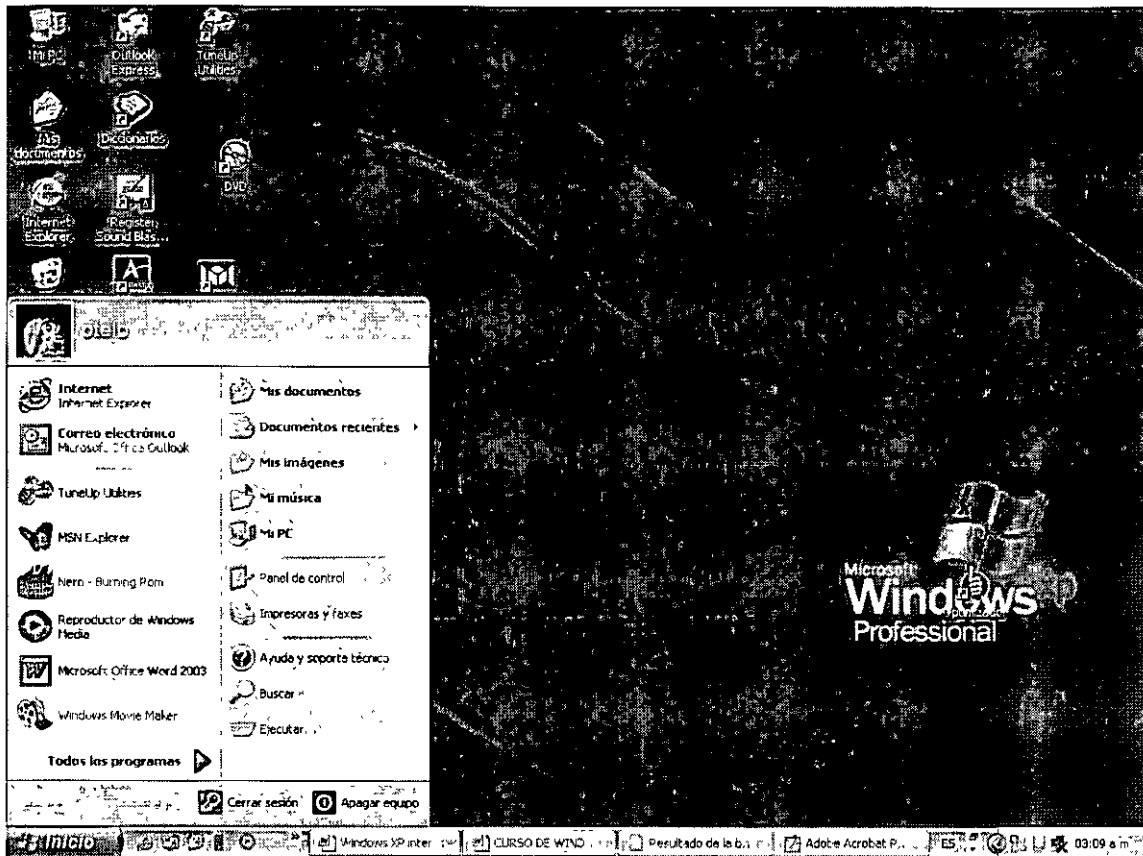 Mi PC
Outlook Express
TuneUp Utilities
Mis documentos
Diccionarios
DVD
Internet Explorer
Register Sound Blas...
Internet
Internet Explorer
Correo electrónico
Microsoft Office Outlook
TuneUp Utilities
MSN Explorer
Nero - Burning Rom
Reproductor de Windows
Media
Microsoft Office Word 2003
Windows Movie Maker
Todos los programas
Mis documentos
Documentos recientes
Mis imágenes
Mi música
Mi PC
Panel de control
Impresoras y faxes
Ayuda y soporte técnico
Buscar
Ejecutar...
Cerrar sesión
Apagar equipo
Microsoft
Windows xp
Professional
Inicio
Windows XP inter
CURSO DE WIND
Resultado de la b
Adobe Acrobat P...
ES
03:09 a.m.